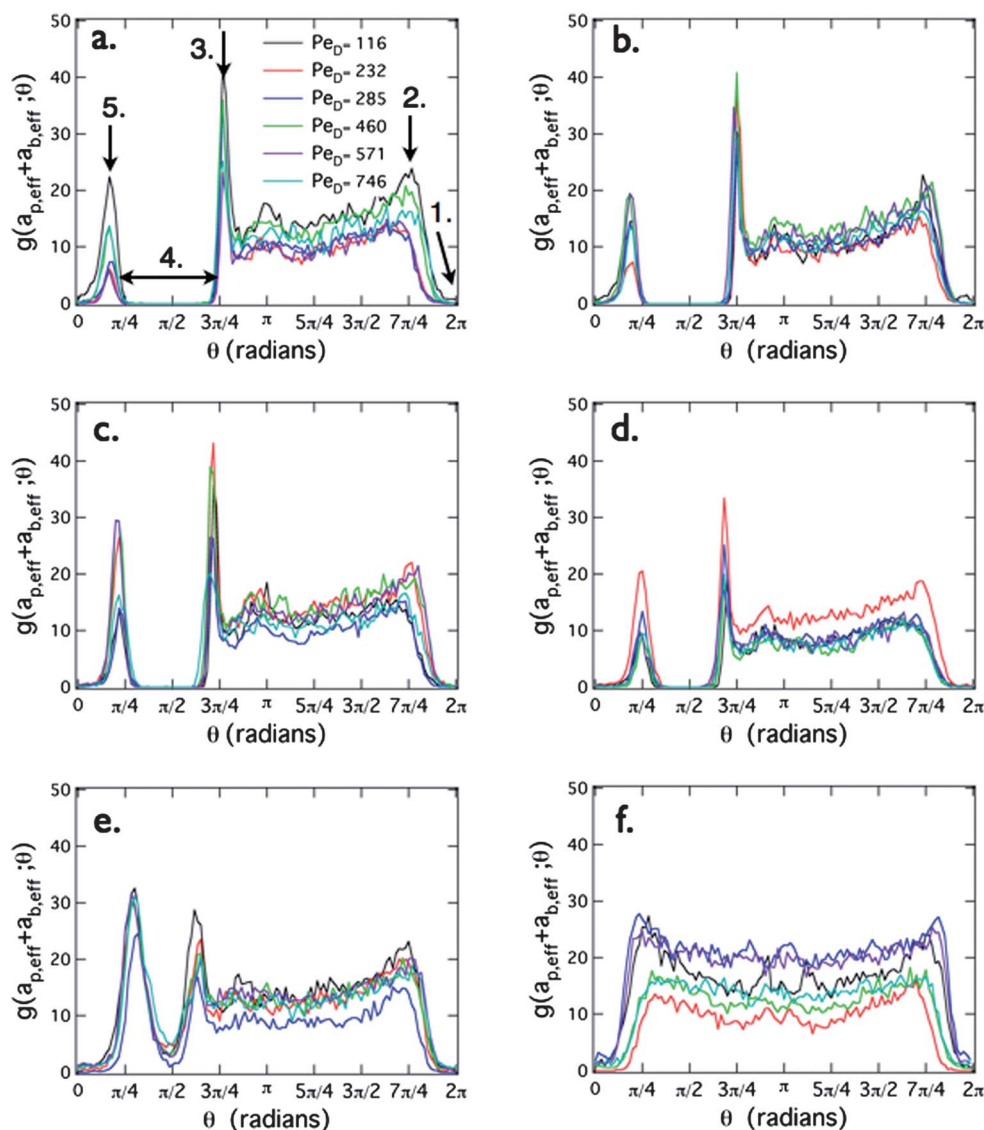 a.
50
40
30
20
10
0
g(a_p,eff+a_b,eff ;θ)
5.
3.
4.
2.
1.
Pe_D= 116
Pe_D= 232
Pe_D= 285
Pe_D= 460
Pe_D= 571
Pe_D= 746
0 π/4 π/2 3π/4 π 5π/4 3π/2 7π/4 2π
θ (radians)
b.
50
40
30
20
10
0
g(a_p,eff+a_b,eff ;θ)
0 π/4 π/2 3π/4 π 5π/4 3π/2 7π/4 2π
θ (radians)
c.
50
40
30
20
10
0
g(a_p,eff+a_b,eff ;θ)
0 π/4 π/2 3π/4 π 5π/4 3π/2 7π/4 2π
θ (radians)
d.
50
40
30
20
10
0
g(a_p,eff+a_b,eff ;θ)
0 π/4 π/2 3π/4 π 5π/4 3π/2 7π/4 2π
θ (radians)
e.
50
40
30
20
10
0
g(a_p,eff+a_b,eff ;θ)
0 π/4 π/2 3π/4 π 5π/4 3π/2 7π/4 2π
θ (radians)
f.
50
40
30
20
10
0
g(a_p,eff+a_b,eff ;θ)
0 π/4 π/2 3π/4 π 5π/4 3π/2 7π/4 2π
θ (radians)